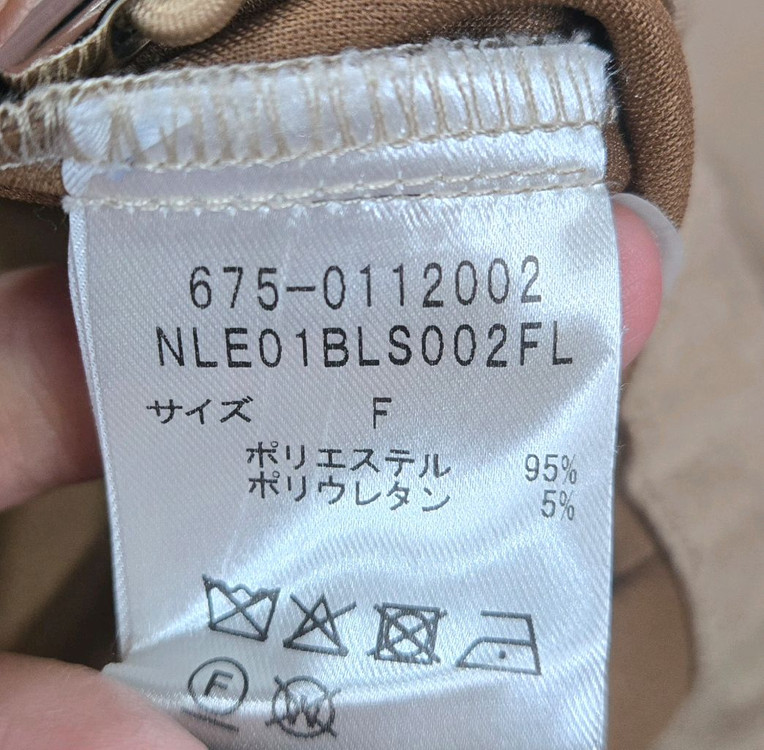 675-0112002
NLE01BLS002FL
サイズ F
ポリエステル 95%
ポリウレタン 5%
F W